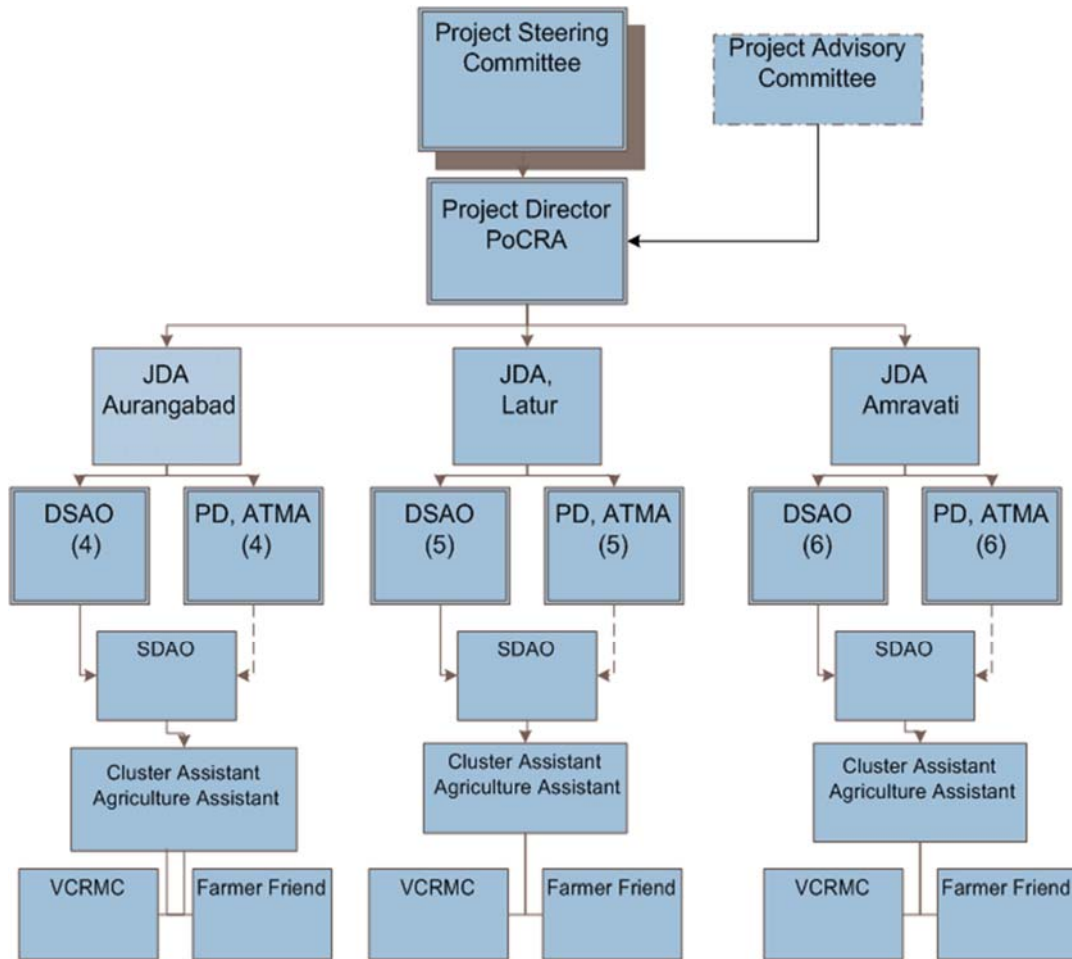 Project Steering
Committee
Project Advisory
Committee
Project Director
PoCRA
JDA
Aurangabad
JDA,
Latur
JDA
Amravati
DSAO
(4)
PD, ATMA
(4)
DSAO
(5)
PD, ATMA
(5)
DSAO
(6)
PD, ATMA
(6)
SDAO
SDAO
SDAO
Cluster Assistant
Agriculture Assistant
Cluster Assistant
Agriculture Assistant
Cluster Assistant
Agriculture Assistant
VCRMC
Farmer Friend
VCRMC
Farmer Friend
VCRMC
Farmer Friend